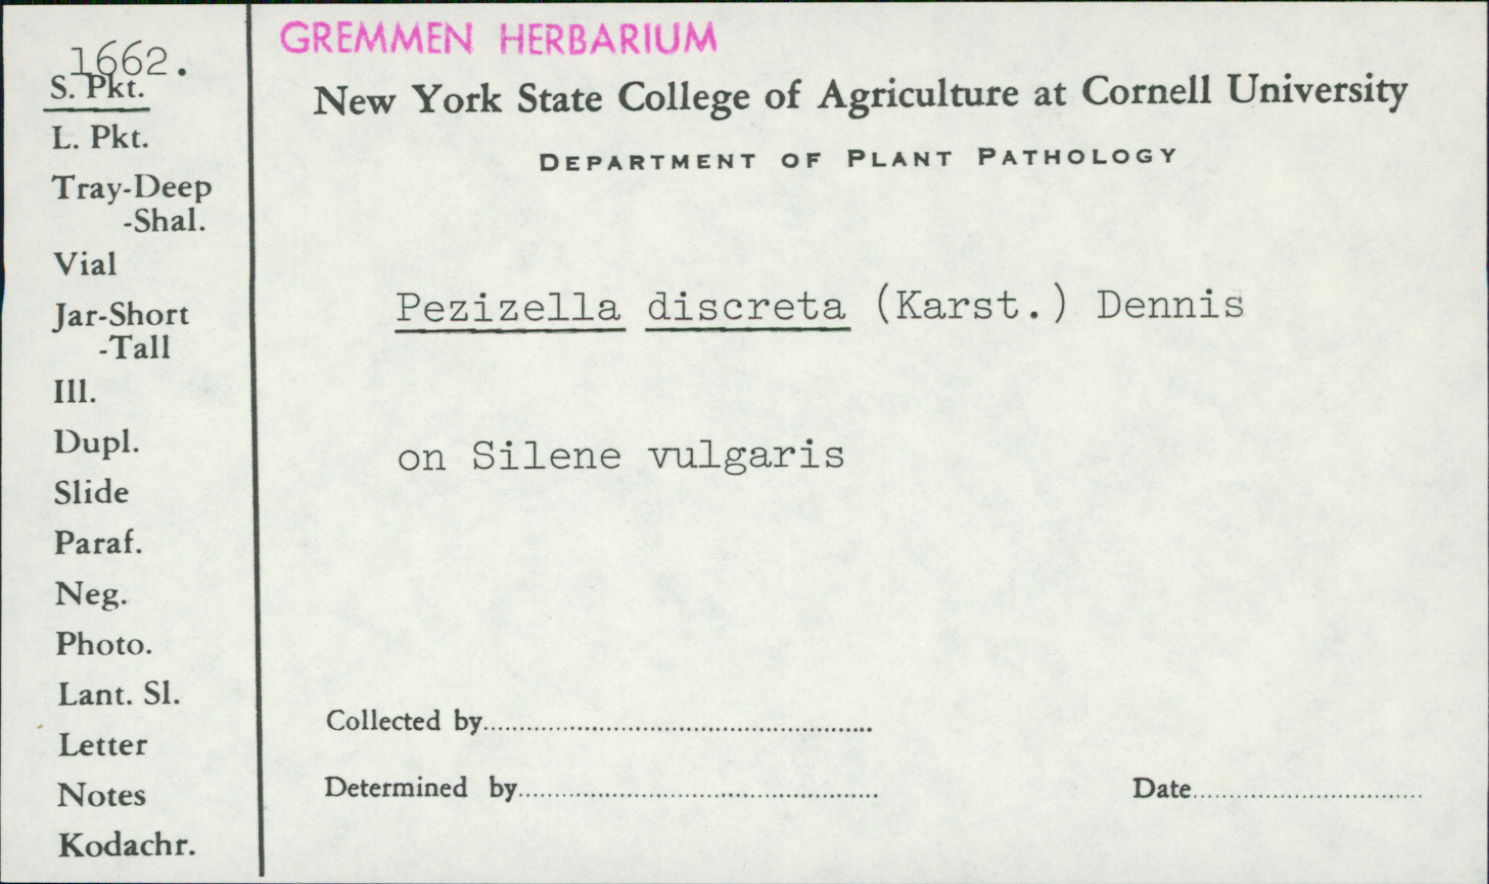 1662.
S. Pkt.
L. Pkt.
Tray-Deep
-Shal.
Vial
Jar-Short
-Tall
Ill.
Dupl.
Slide
Paraf.
Neg.
Photo.
Lant. Sl.
Letter
Notes
Kodachr.
GREMMEN HERBARIUM
New York State College of Agriculture at Cornell University
DEPARTMENT OF PLANT PATHOLOGY
Pezizella discreta (Karst.) Dennis
on Silene vulgaris
Collected by
Determined by
Date